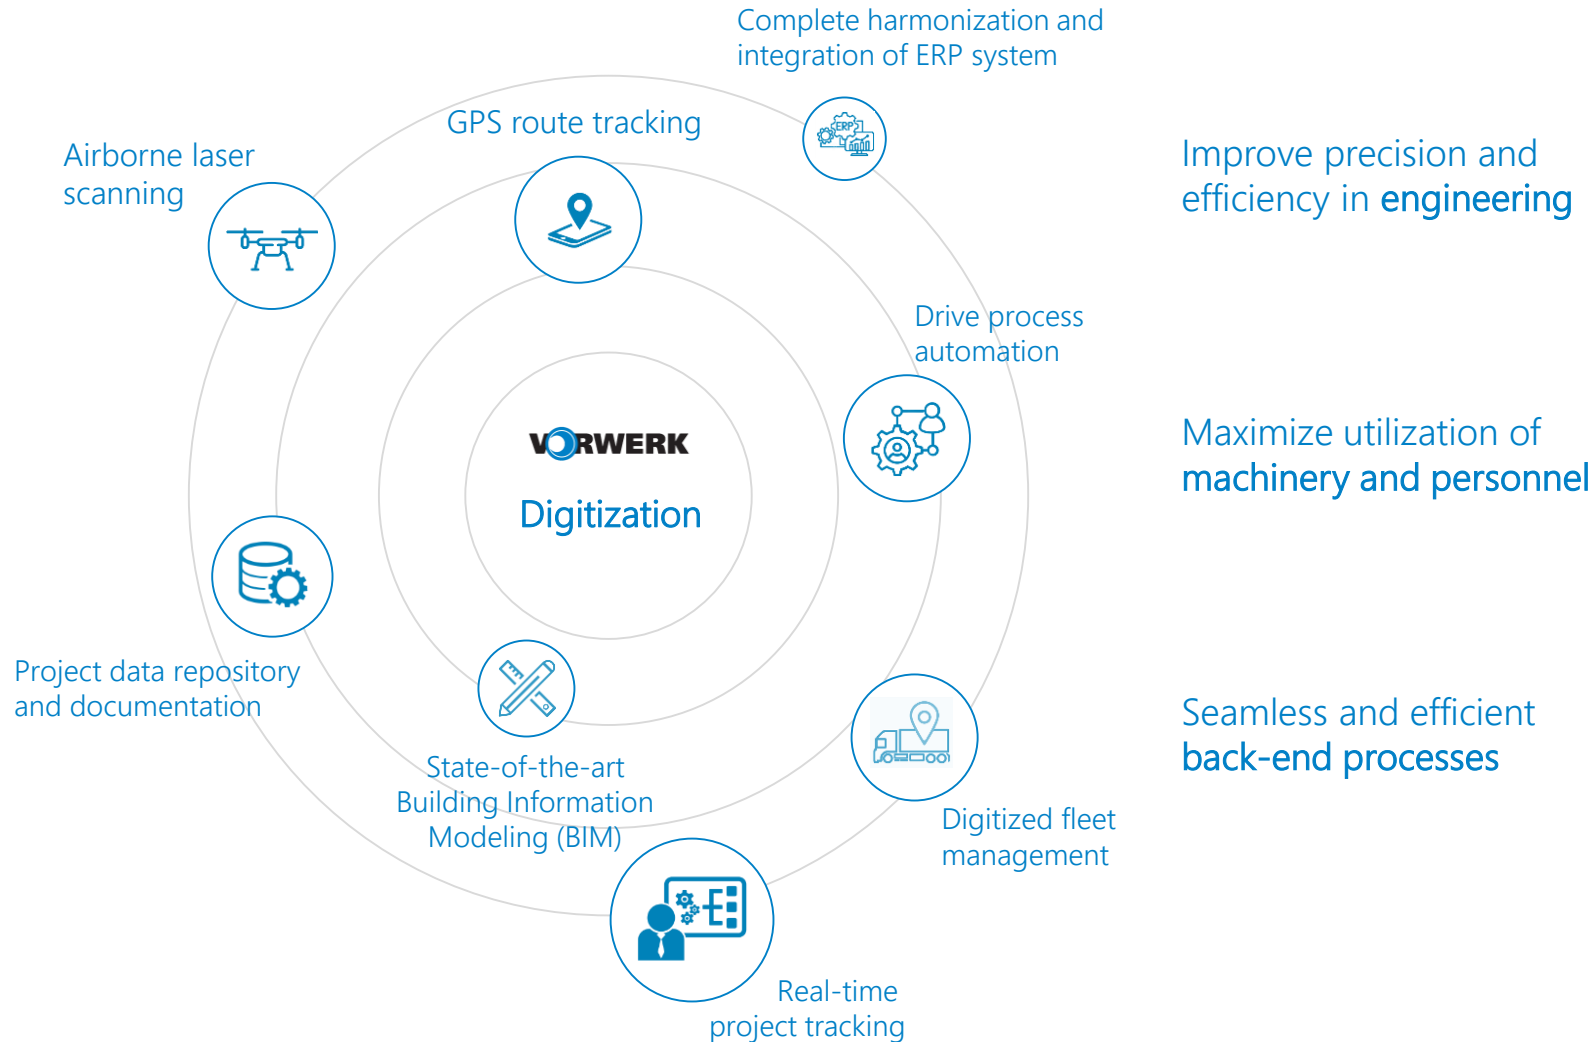 Complete harmonization and
integration of ERP system
GPS route tracking
Airborne laser
scanning
ERP
Drive process
automation
VORWERK
Digitization
Project data repository
and documentation
State-of-the-art
Building Information
Modeling (BIM)
Digitized fleet
management
Real-time
project tracking
Improve precision and
efficiency in engineering
Maximize utilization of
machinery and personnel
Seamless and efficient
back-end processes